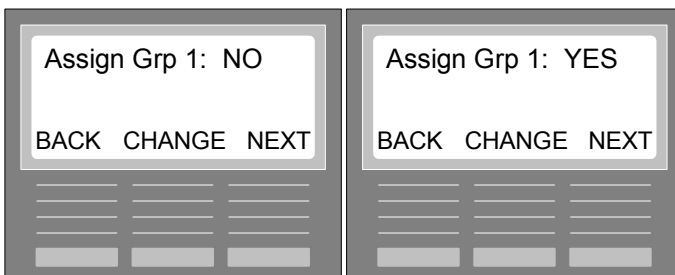 Assign Grp 1: NO
BACK CHANGE NEXT
Assign Grp 1: YES
BACK CHANGE NEXT